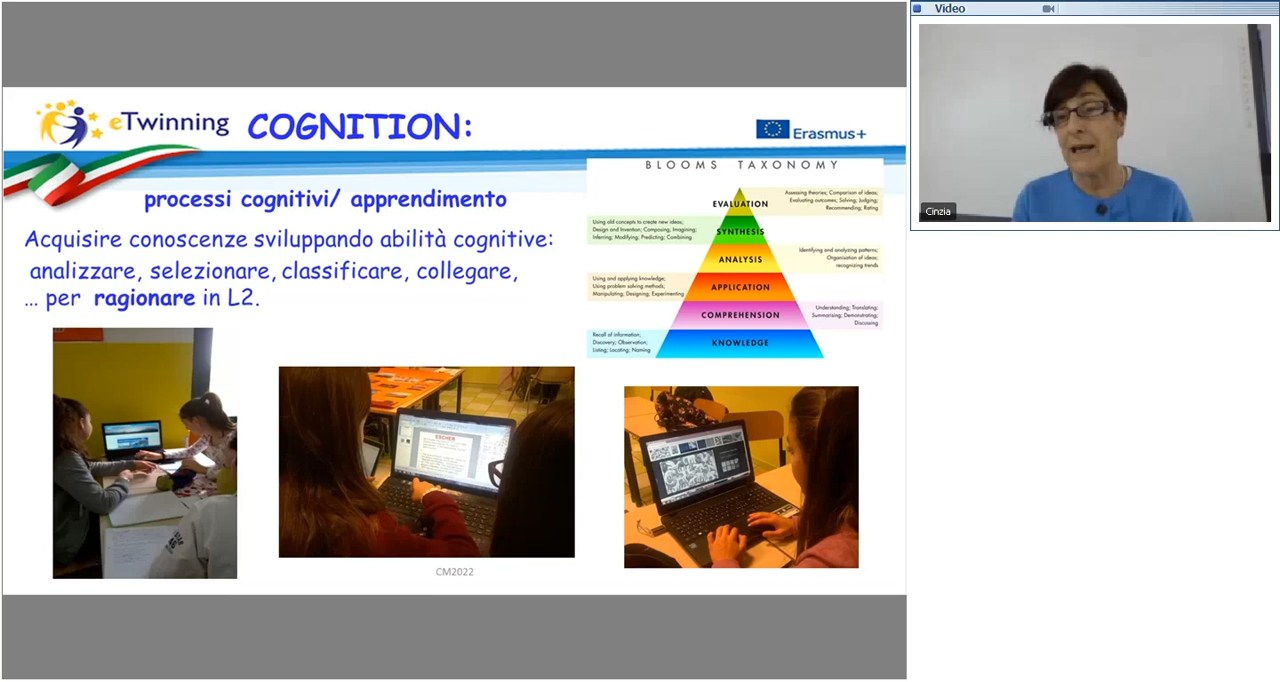 Video
Cinzia
eTwinning
COGNITION:
Erasmus+
processi cognitivi/ apprendimento
Acquisire conoscenze sviluppando abilità cognitive:
analizzare, selezionare, classificare, collegare,
... per ragionare in L2.
BLOOMS TAXONOMY
EVALUATION
Assessing theories; Comparison of ideas;
Evaluating outcomes; Solving; Judging;
Recommending; Rating
Using old concepts to create new ideas;
Design and Invention; Composing; Imagining;
Inferring; Modifying; Predicting; Combining
SYNTHESIS
ANALYSIS
Identifying and analyzing patterns;
Organisation of ideas;
recognizing trends
Using and applying knowledge;
Using problem solving methods;
Manipulating; Designing; Experimenting
APPLICATION
COMPREHENSION
Understanding; Translating;
Summarising; Demonstrating;
Discussing
Recall of information;
Discovery; Observation;
Listing; Locating; Naming
KNOWLEDGE
ESCHER
CM2022